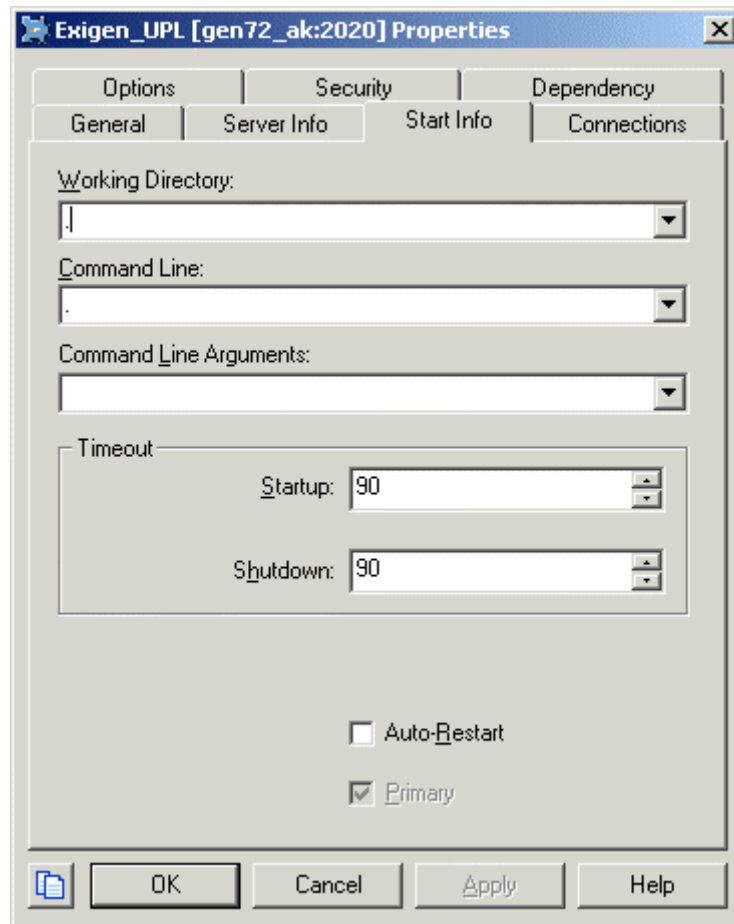 Exigen_UPL [gen72_ak:2020] Properties
Options Security Dependency
General Server Info Start Info Connections
Working Directory:
.
Command Line:
.
Command Line Arguments:
Timeout
Startup: 90
Shutdown: 90
Auto-Restart
Primary
OK Cancel Apply Help